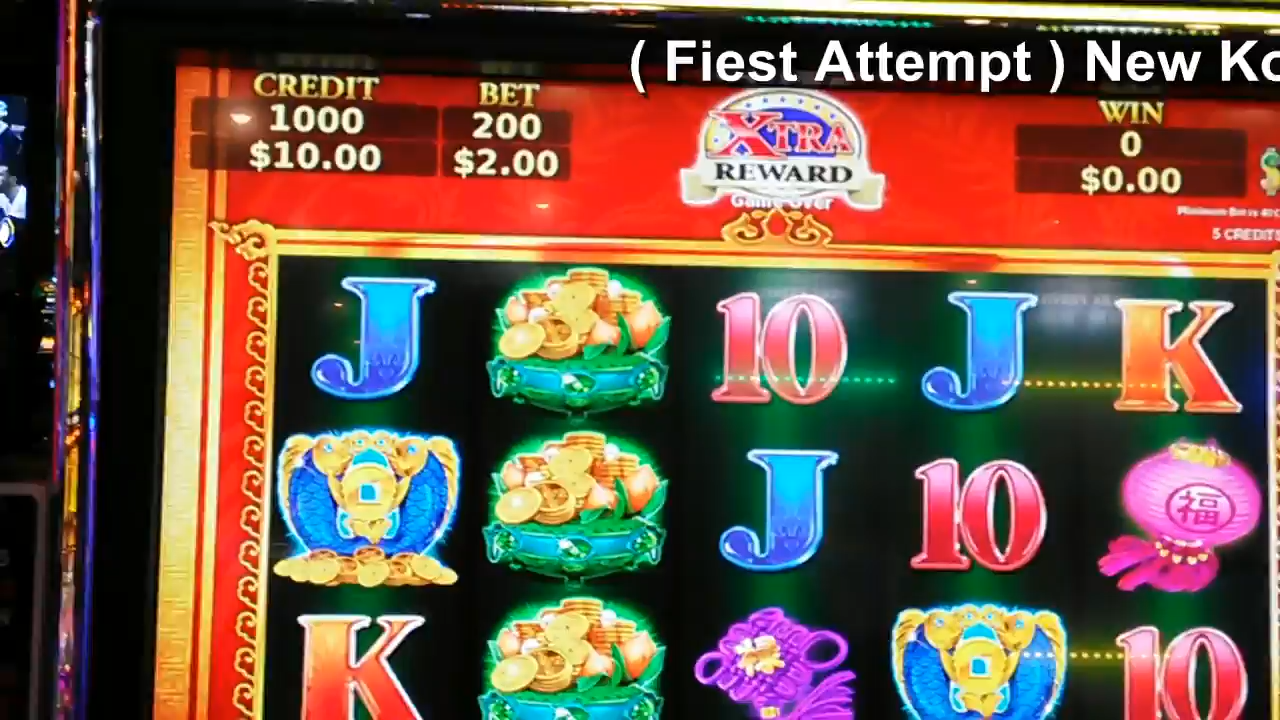 ( Fiest Attempt ) New Ko
CREDIT
1000
$10.00
BET
200
$2.00
XTRA
REWARD
Game Over
WIN
0
$0.00
5 CREDITS
J
10
J
K
J
10
福
K
10